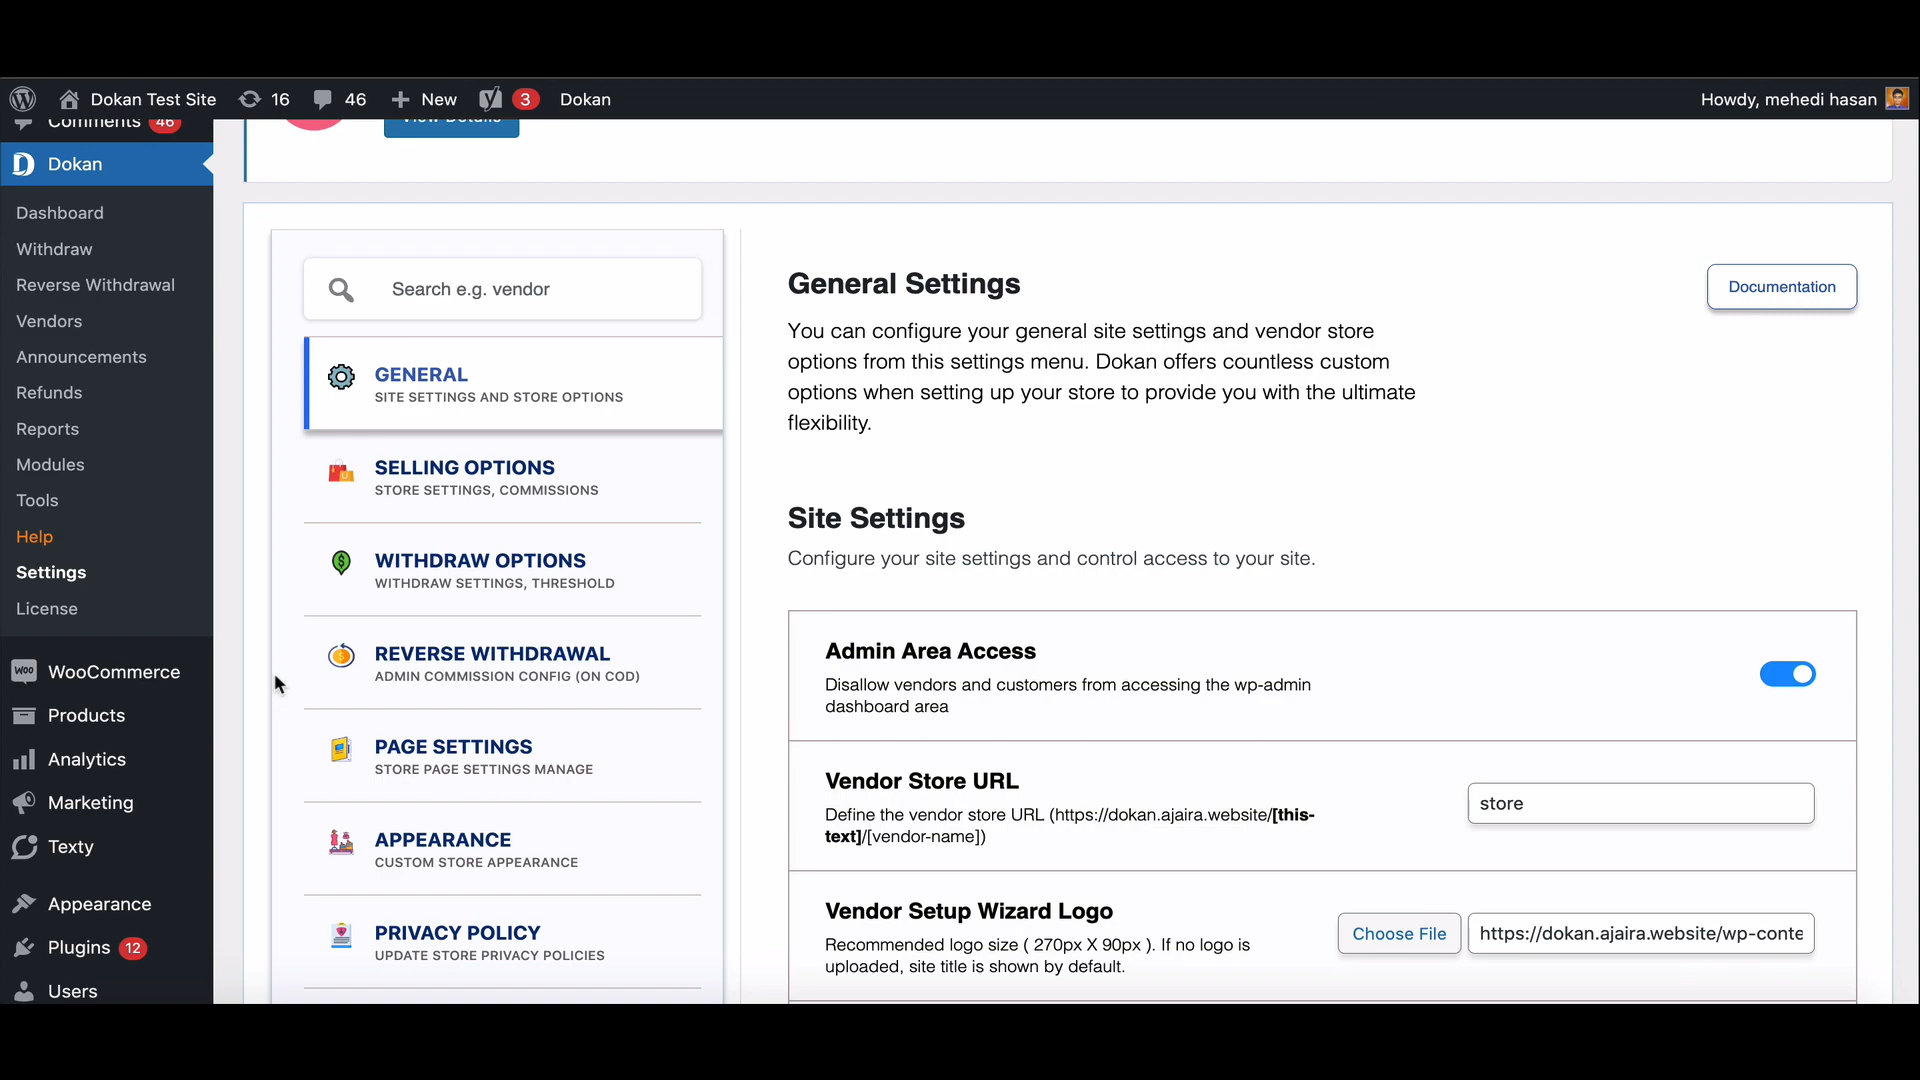 Dokan Test Site 16 46 New 3 Dokan Howdy, mehedi hasan
Comments 46
View Details
Dokan
Dashboard
Withdraw
Reverse Withdrawal
Vendors
Announcements
Refunds
Reports
Modules
Tools
Help
Settings
License
WOO WooCommerce
Products
Analytics
Marketing
Texty
Appearance
Plugins 12
Users
Search e.g. vendor
GENERAL
SITE SETTINGS AND STORE OPTIONS
SELLING OPTIONS
STORE SETTINGS, COMMISSIONS
WITHDRAW OPTIONS
WITHDRAW SETTINGS, THRESHOLD
REVERSE WITHDRAWAL
ADMIN COMMISSION CONFIG (ON COD)
PAGE SETTINGS
STORE PAGE SETTINGS MANAGE
APPEARANCE
CUSTOM STORE APPEARANCE
PRIVACY POLICY
UPDATE STORE PRIVACY POLICIES
General Settings
Documentation
You can configure your general site settings and vendor store
options from this settings menu. Dokan offers countless custom
options when setting up your store to provide you with the ultimate
flexibility.
Site Settings
Configure your site settings and control access to your site.
Admin Area Access
Disallow vendors and customers from accessing the wp-admin
dashboard area
Vendor Store URL
Define the vendor store URL (https://dokan.ajaira.website/[this-
text]/[vendor-name])
store
Vendor Setup Wizard Logo
Recommended logo size ( 270px X 90px ). If no logo is
uploaded, site title is shown by default.
Choose File
https://dokan.ajaira.website/wp-conte